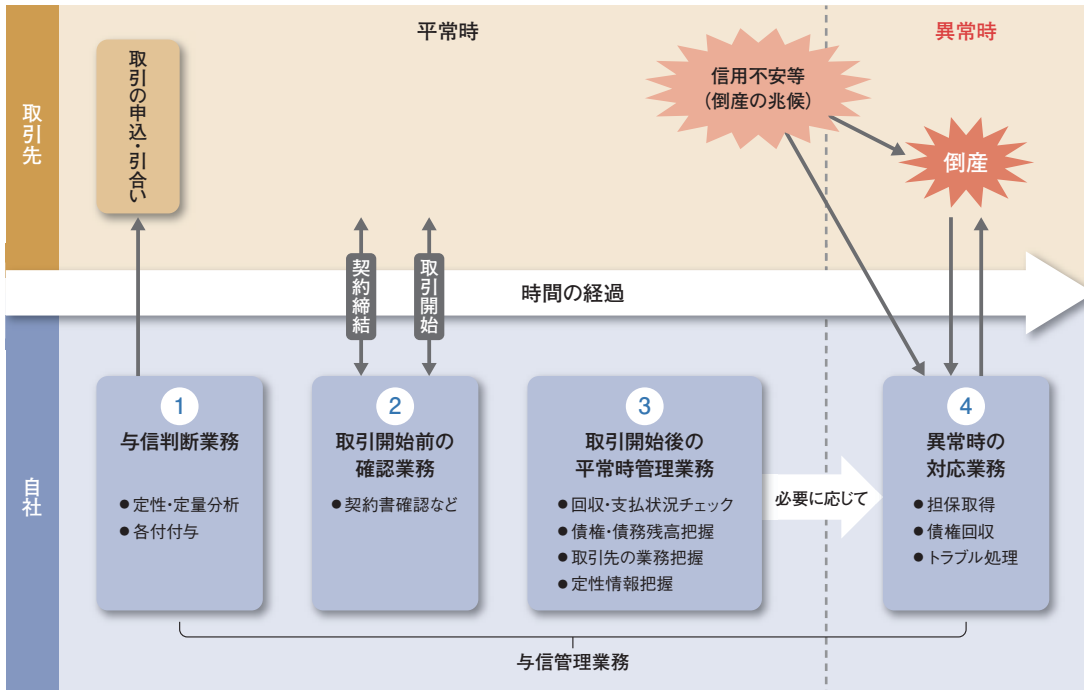 平常時
異常時
取引先
取引の申込・引合い
信用不安等
(倒産の兆候)
倒産
契約締結
取引開始
時間の経過
自社
1
与信判断業務
●定性・定量分析
●各付付与
2
取引開始前の
確認業務
●契約書確認など
3
取引開始後の
平常時管理業務
●回収・支払状況チェック
●債権・債務残高把握
●取引先の業務把握
●定性情報把握
必要に応じて
4
異常時の
対応業務
●担保取得
●債権回収
●トラブル処理
与信管理業務